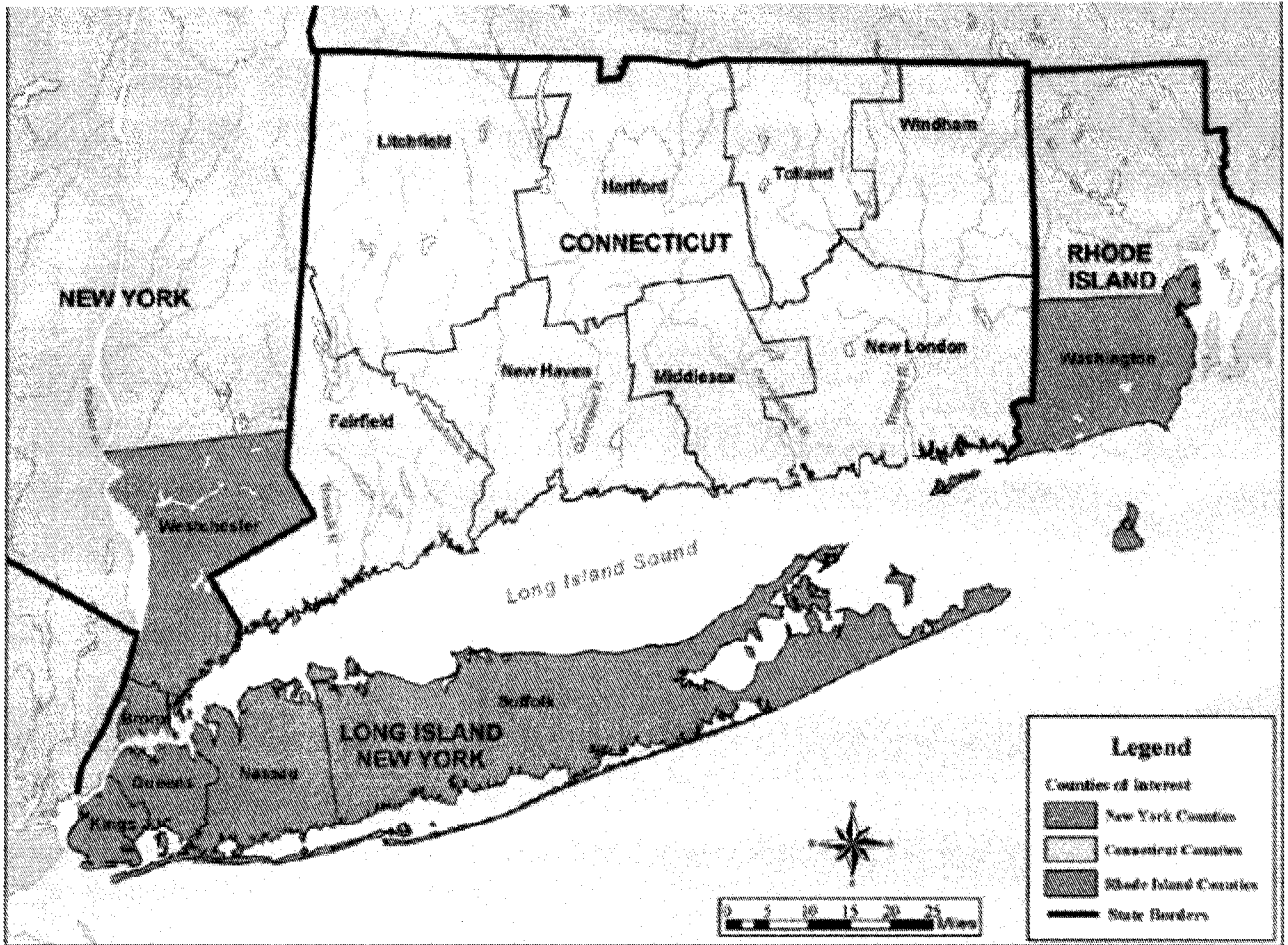 Litchfield
Windham
Hartford
Tolland
CONNECTICUT
NEW YORK
RHODE
ISLAND
New Haven
Middlesex
New London
Washington
Fairfield
Westchester
Long Island Sound
Suffolk
Bronx
LONG ISLAND
NEW YORK
Queens
Nassau
Kings
Legend
Counties of Interest
New York Counties
Conneticut Counties
Rhode Island Counties
State Borders
0 5 10 15 20 25
Miles